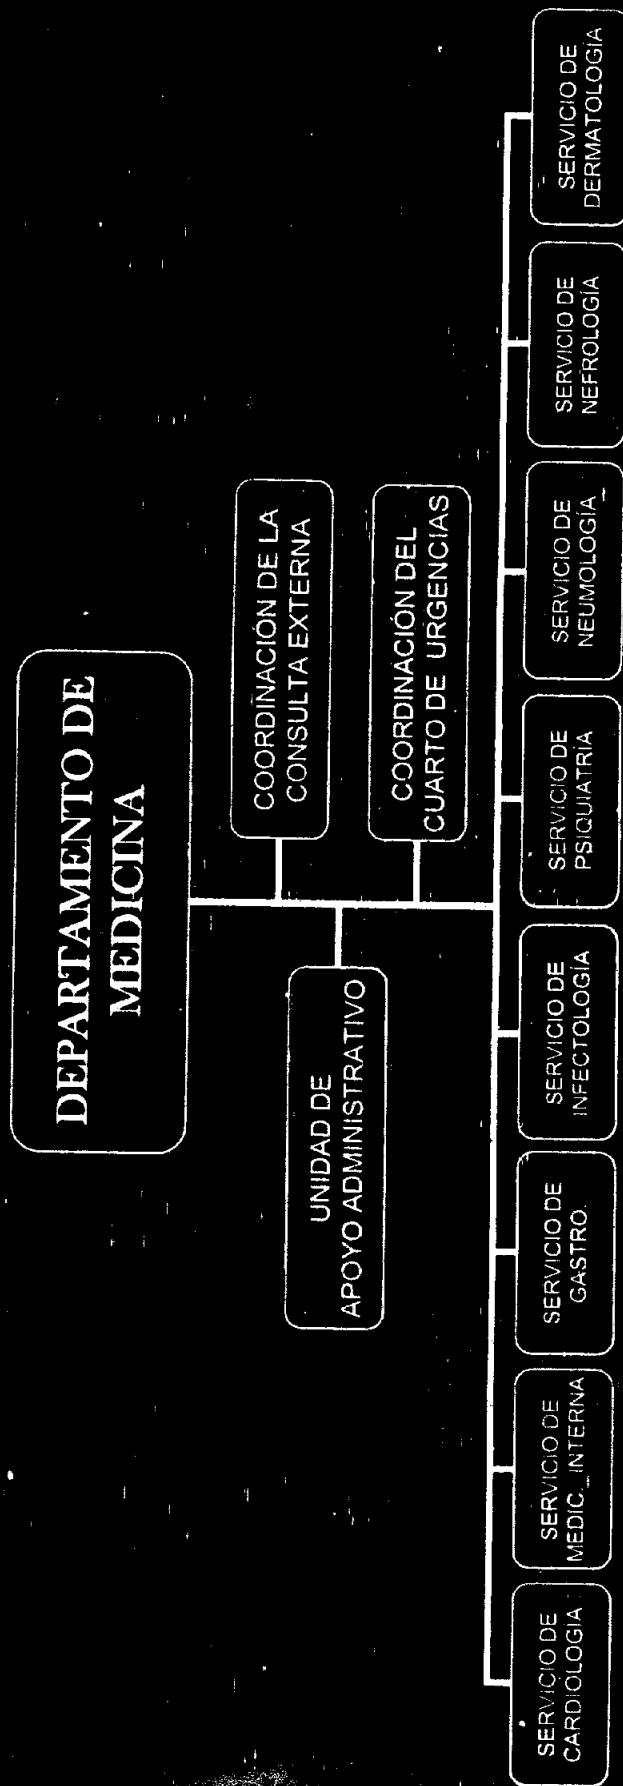 DEPARTAMENTO DE
MEDICINA
COORDINACIÓN DE LA
CONSULTA EXTERNA
UNIDAD DE
APOYO ADMINISTRATIVO
COORDINACIÓN DEL
CUARTO DE URGENCIAS
SERVICIO DE
CARDIOLOGÍA
SERVICIO DE
MEDIC. INTERNA
SERVICIO DE
GASTRO.
SERVICIO DE
INFECTOLOGÍA
SERVICIO DE
PSIQUIATRÍA
SERVICIO DE
NEUMOLOGÍA
SERVICIO DE
NEFROLOGÍA
SERVICIO DE
DERMATOLOGÍA